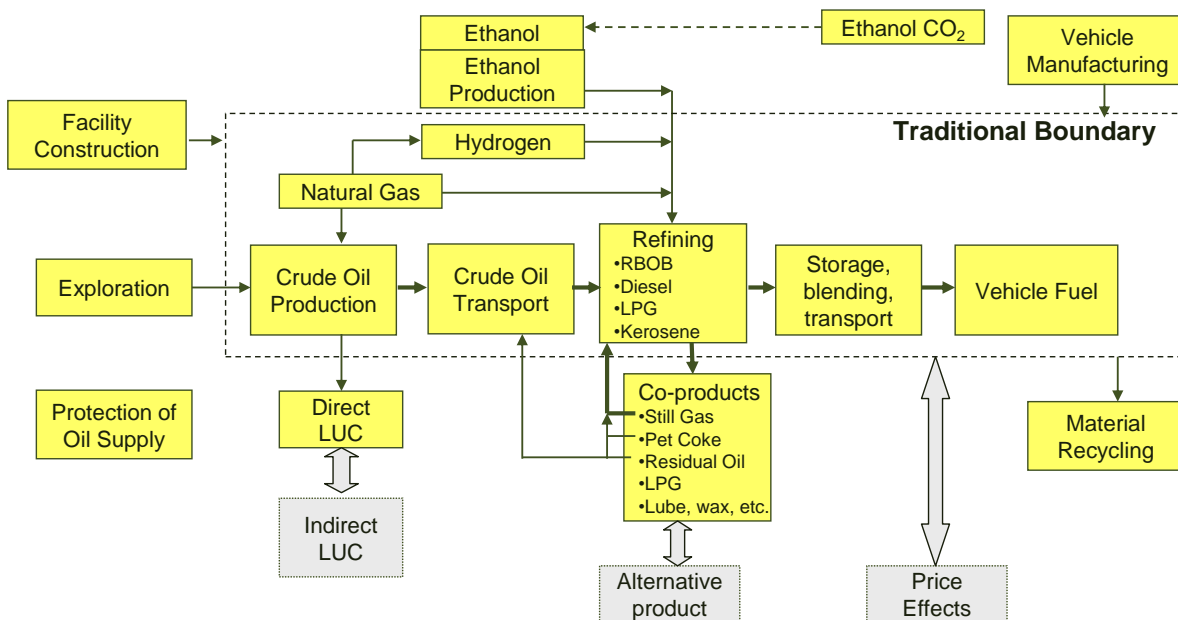 Ethanol
Ethanol CO₂
Vehicle
Manufacturing
Ethanol
Production
Traditional Boundary
Facility
Construction
Hydrogen
Natural Gas
Exploration
Crude Oil
Production
Crude Oil
Transport
Refining
•RBOB
•Diesel
•LPG
•Kerosene
Storage,
blending,
transport
Vehicle Fuel
Protection of
Oil Supply
Direct
LUC
Co-products
•Still Gas
•Pet Coke
•Residual Oil
•LPG
•Lube, wax, etc.
Material
Recycling
Indirect
LUC
Alternative
product
Price
Effects